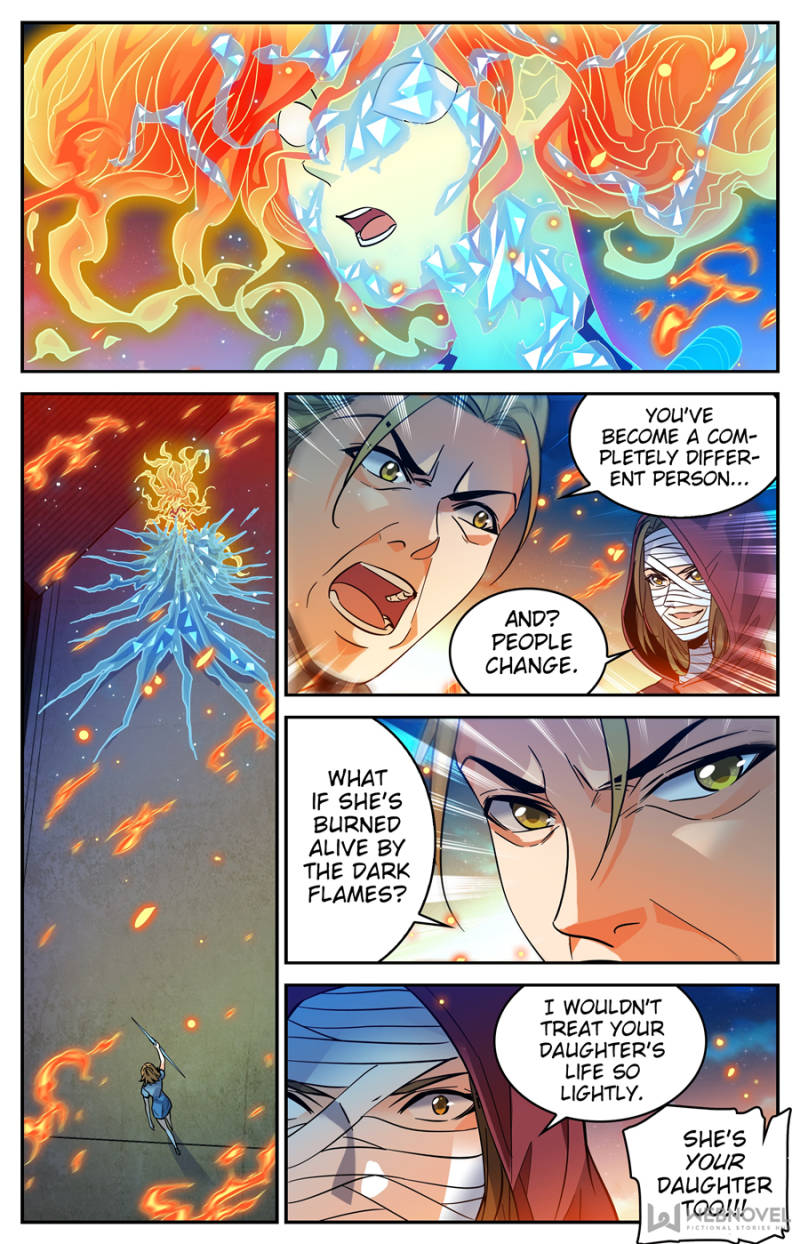 YOU'VE
BECOME A COM-
PLETELY DIFFER-
ENT PERSON...
AND?
PEOPLE
CHANGE.
WHAT
IF SHE'S
BURNED
ALIVE BY
THE DARK
FLAMES?
I WOULDN'T
TREAT YOUR
DAUGHTER'S
LIFE SO
LIGHTLY.
SHE'S
YOUR
DAUGHTER
TOO!!!
WEBNOVEL